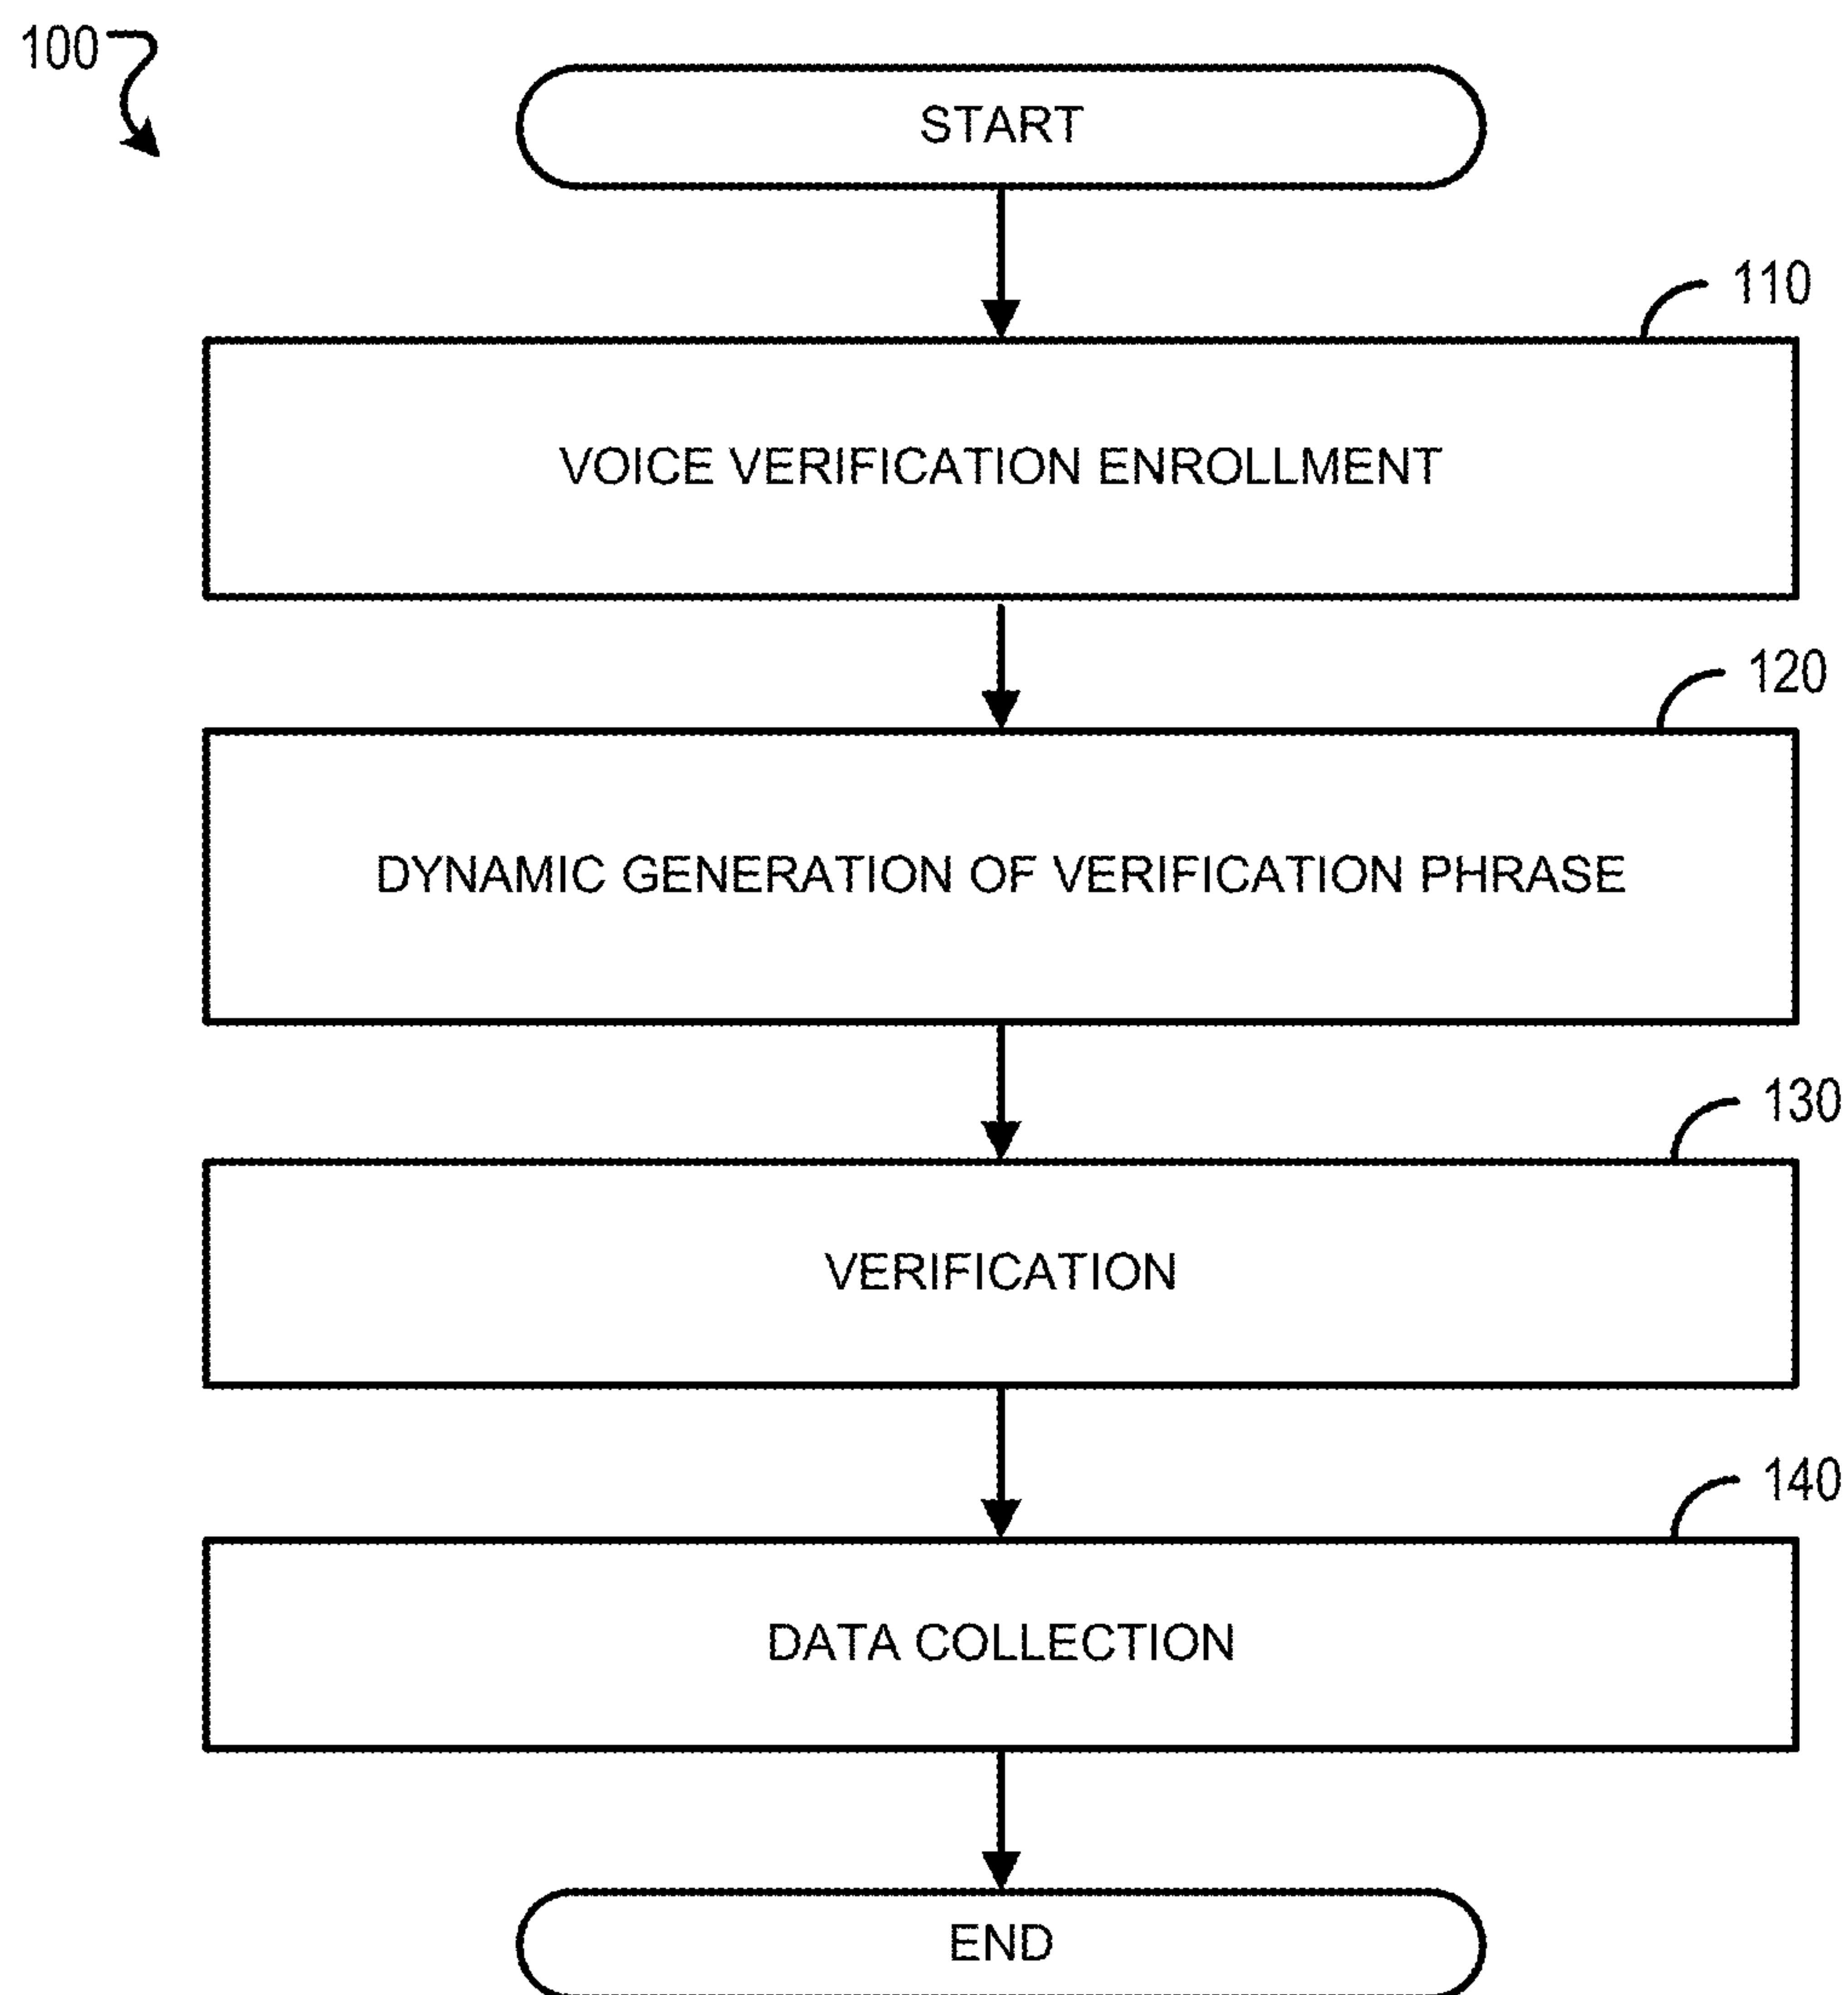 100
START
110
VOICE VERIFICATION ENROLLMENT
120
DYNAMIC GENERATION OF VERIFICATION PHRASE
130
VERIFICATION
140
DATA COLLECTION
END